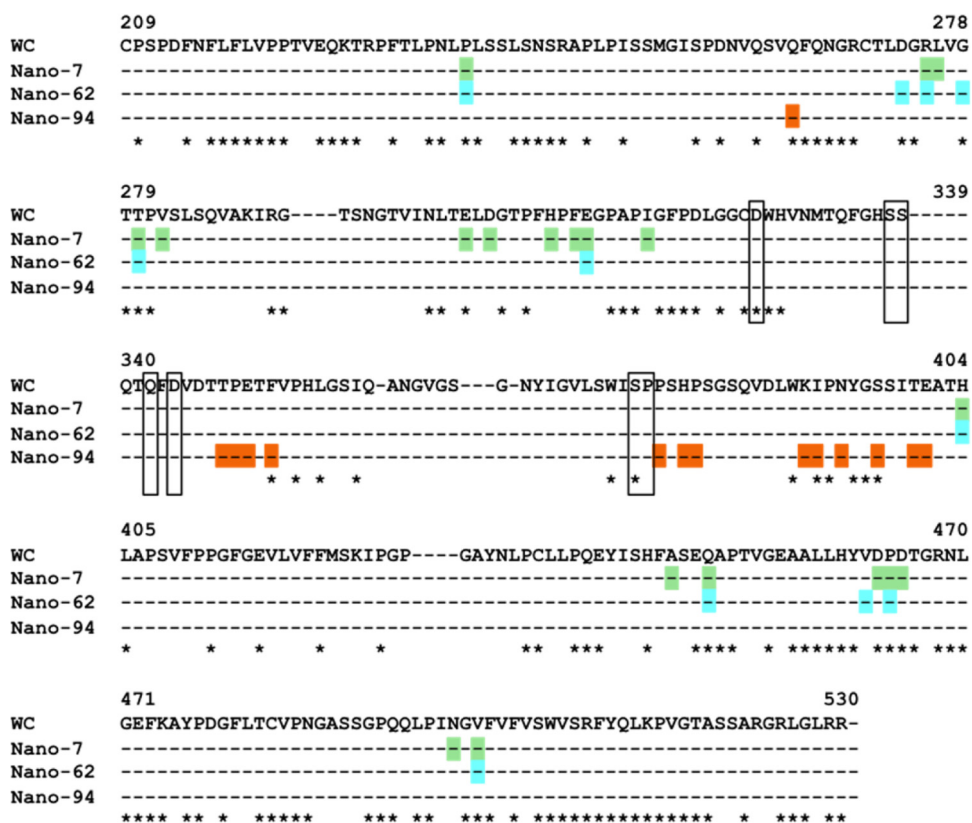 209 278
WC CPSPDFNFLFLVPPTVEQKTRPFTLPNLPLSSLSNSRAPLPISSMGISPDNVQSVQFQNGRCTLDGRLVG
Nano-7 ----------------------------------------------------------------------
Nano-62 ----------------------------------------------------------------------
Nano-94 ----------------------------------------------------------------------
* * ******* **** * ** ** ***** * * * * * ****** ** *
279 339
WC TTPVSLSQVAKIRG----TSNGTVINLTELDGTPFHPFEGPAPIGFPDLGGCDWHVNMTQFGHSS-----
Nano-7 ----------------------------------------------------------------------
Nano-62 ----------------------------------------------------------------------
Nano-94 ----------------------------------------------------------------------
*** ** ** * * * *** **** * ****
340 404
WC QTQFDVDTTPETFVPHLGSIQ-ANGVGS---G-NYIGVLSWISPPSHPSGSQVDLWKIPNYGSSITEATH
Nano-7 ----------------------------------------------------------------------
Nano-62 ----------------------------------------------------------------------
Nano-94 ----------------------------------------------------------------------
* * * * * * * ** ***
405 470
WC LAPSVFPPGFGEVLVFFMSKIPGP----GAYNLPCLLPQEYISHFASEQAPTVGEAALLHYVDPDTGRNL
Nano-7 ----------------------------------------------------------------------
Nano-62 ----------------------------------------------------------------------
Nano-94 ----------------------------------------------------------------------
* * * * * ** *** * **** * ****** **** ***
471 530
WC GEFKAYPDGFLTCVPNGASSGPQQLPINGVFVFVSWVSRFYQLKPVGTASSARGRLGLRR-
Nano-7 -------------------------------------------------------------
Nano-62 -------------------------------------------------------------
Nano-94 -------------------------------------------------------------
**** ** * ***** *** ** *** * *************** * *** **